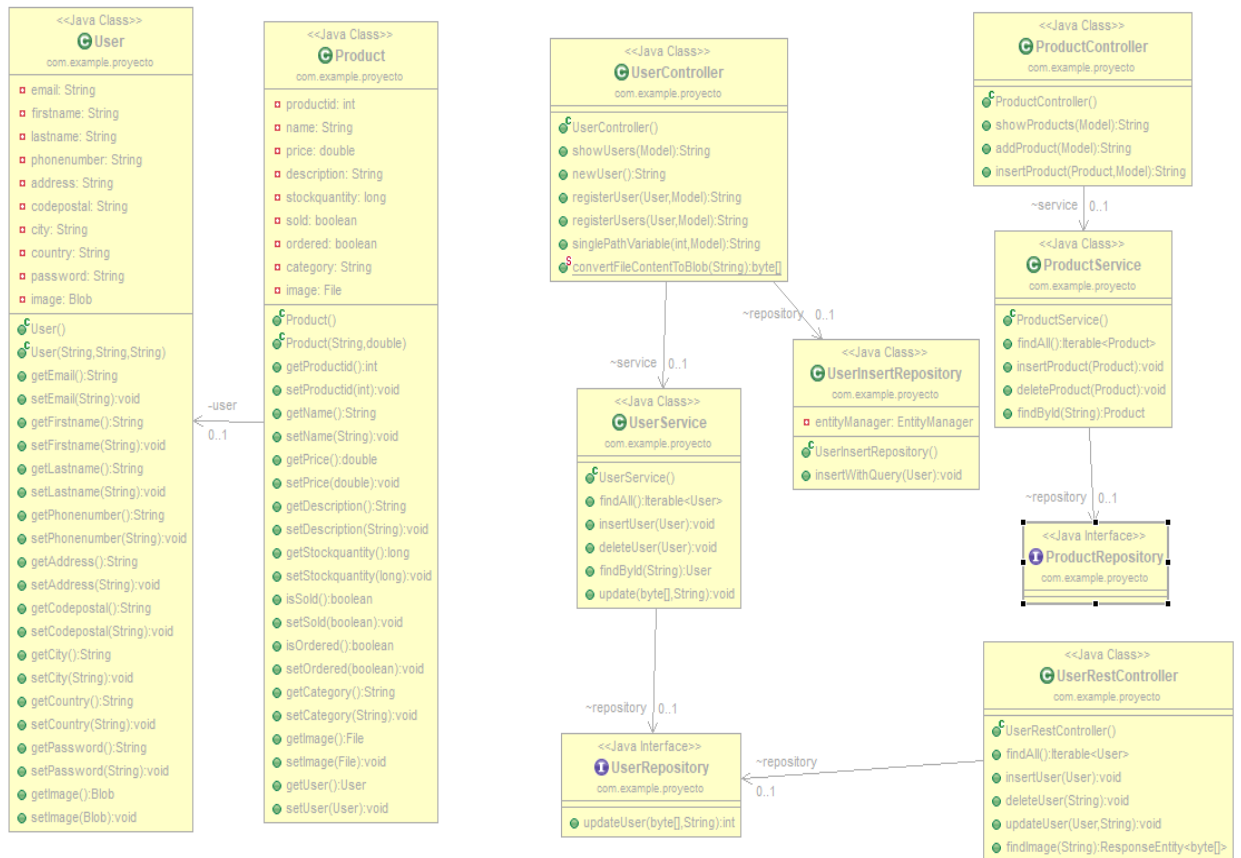 <<Java Class>>
User
com.example.proyecto
email: String
firstname: String
lastname: String
phonenumber: String
address: String
codepostal: String
city: String
country: String
password: String
image: Blob
User()
User(String,String,String)
getEmail():String
setEmail(String):void
getFirstname():String
setFirstname(String):void
getLastname():String
setLastname(String):void
getPhonenumber():String
setPhonenumber(String):void
getAddress():String
setAddress(String):void
getCodepostal():String
setCodepostal(String):void
getCity():String
setCity(String):void
getCountry():String
setCountry(String):void
getPassword():String
setPassword(String):void
getImage():Blob
setImage(Blob):void
-user
0..1
<<Java Class>>
Product
com.example.proyecto
productid: int
name: String
price: double
description: String
stockquantity: long
sold: boolean
ordered: boolean
category: String
image: File
Product()
Product(String,double)
getProductid():int
setProductid(int):void
getName():String
setName(String):void
getPrice():double
setPrice(double):void
getDescription():String
setDescription(String):void
getStockquantity():long
setStockquantity(long):void
isSold():boolean
setSold(boolean):void
isOrdered():boolean
setOrdered(boolean):void
getCategory():String
setCategory(String):void
getImage():File
setImage(File):void
getUser():User
setUser(User):void
<<Java Class>>
UserController
com.example.proyecto
UserController()
showUsers(Model):String
newUser():String
registerUser(User,Model):String
registerUsers(User,Model):String
singlePathVariable(int,Model):String
convertFileContentToBlob(String):byte[]
~service 0..1
~repository 0..1
<<Java Class>>
UserInsertRepository
com.example.proyecto
entityManager: EntityManager
UserInsertRepository()
insertWithQuery(User):void
<<Java Class>>
UserService
com.example.proyecto
UserService()
findAll():Iterable<User>
insertUser(User):void
deleteUser(User):void
findById(String):User
update(byte[],String):void
~repository 0..1
<<Java Interface>>
UserRepository
com.example.proyecto
updateUser(byte[],String):int
<<Java Class>>
ProductController
com.example.proyecto
ProductController()
showProducts(Model):String
addProduct(Model):String
insertProduct(Product,Model):String
~service 0..1
<<Java Class>>
ProductService
com.example.proyecto
ProductService()
findAll():Iterable<Product>
insertProduct(Product):void
deleteProduct(Product):void
findById(String):Product
~repository 0..1
<<Java Interface>>
ProductRepository
com.example.proyecto
<<Java Class>>
UserRestController
com.example.proyecto
UserRestController()
findAll():Iterable<User>
insertUser(User):void
deleteUser(String):void
updateUser(User,String):void
findImage(String):ResponseEntity<byte[]>
~repository
0..1